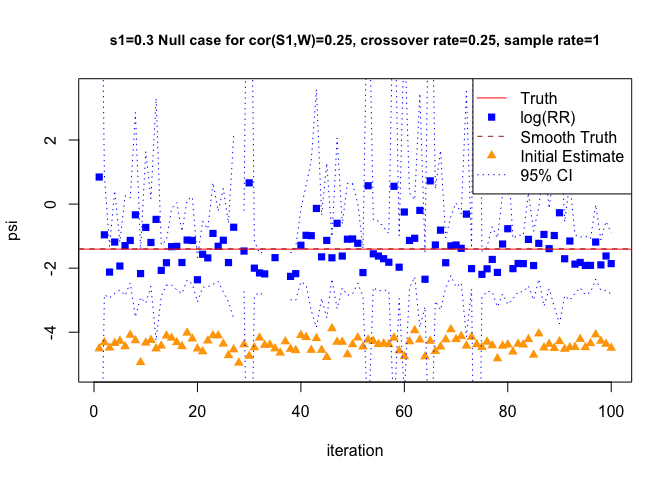 s1=0.3 Null case for cor(S1,W)=0.25, crossover rate=0.25, sample rate=1
Truth
log(RR)
Smooth Truth
Initial Estimate
95% CI
psi
2
0
2
-4
0 20 40 60 80 100
iteration